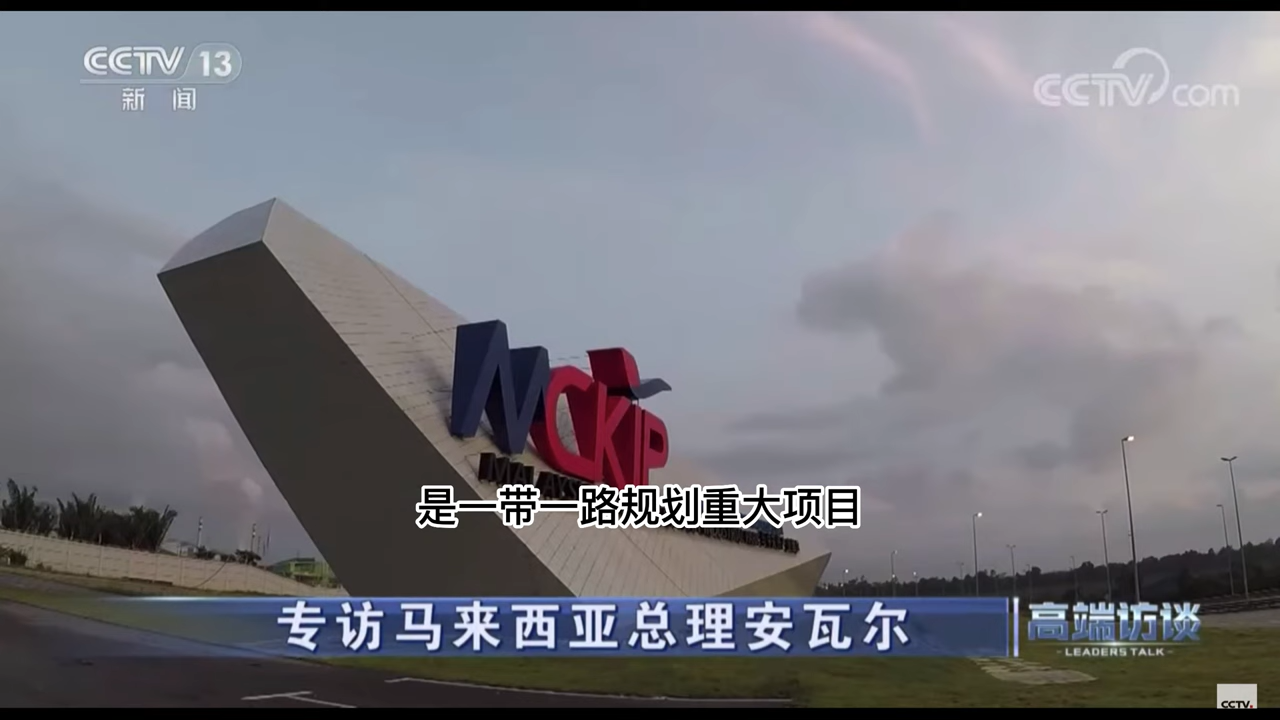 CCTV 13
新闻
CCTV com
MCKIP
是一带一路规划重大项目
专访马来西亚总理安瓦尔
高端访谈
LEADERS TALK
CCTV.